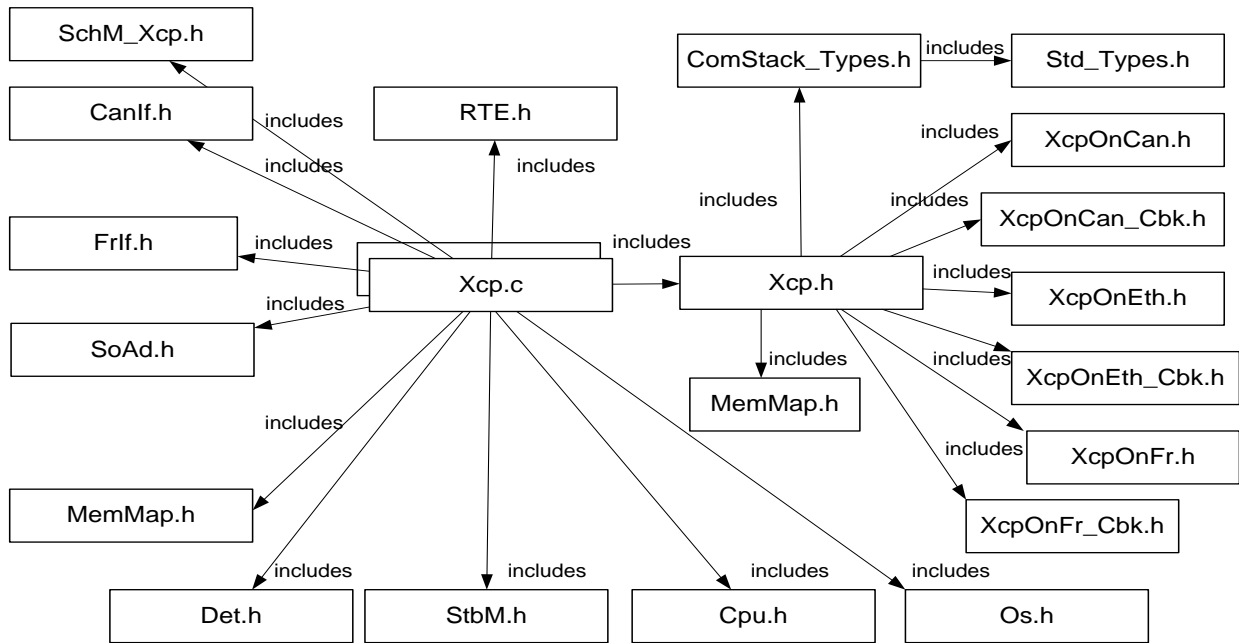 SchM_Xcp.h
ComStack_Types.h
includes
Std_Types.h
CanIf.h
includes
RTE.h
includes
includes
includes
XcpOnCan.h
includes
includes
XcpOnCan_Cbk.h
FrIf.h
includes
includes
Xcp.c
Xcp.h
includes
XcpOnEth.h
includes
SoAd.h
includes
includes
XcpOnEth_Cbk.h
MemMap.h
includes
includes
XcpOnFr.h
MemMap.h
XcpOnFr_Cbk.h
includes
includes
includes
includes
Det.h
StbM.h
Cpu.h
Os.h